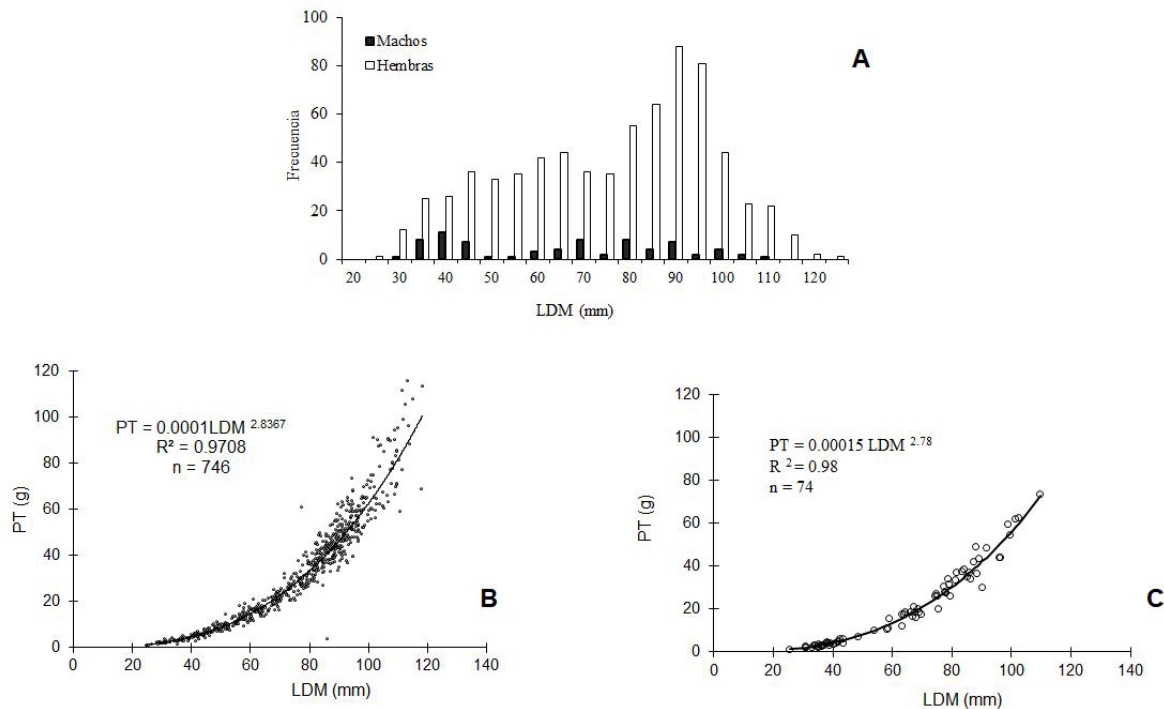 100
80
60
40
20
0
Frecuencia
Machos
Hembras
A
20 30 40 50 60 70 80 90 100 110 120
LDM (mm)
120
100
80
60
40
20
0
PT (g)
PT = 0.0001LDM 2.8367
R² = 0.9708
n = 746
B
0 20 40 60 80 100 120 140
LDM (mm)
120
100
80
60
40
20
0
PT (g)
PT = 0.00015 LDM 2.78
R 2 = 0.98
n = 74
C
0 20 40 60 80 100 120 140
LDM (mm)